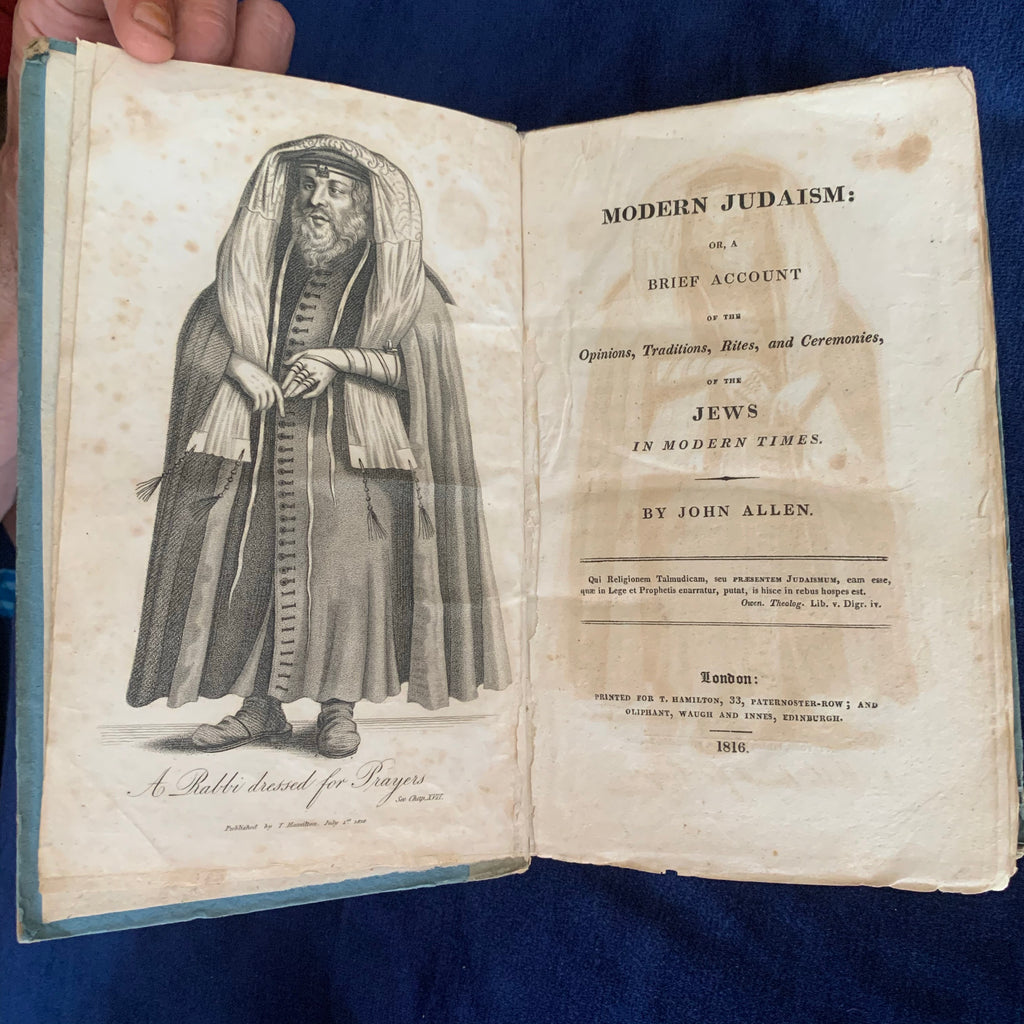 A Rabbi dressed for Prayers
See Chap. XVII.
Published by T. Hamilton. July 1st 1816
MODERN JUDAISM:
OR, A
BRIEF ACCOUNT
OF THE
Opinions, Traditions, Rites, and Ceremonies,
OF THE
JEWS
IN MODERN TIMES.
BY JOHN ALLEN.
Qui Religionem Talmudicam, seu PRÆSENTEM JUDAISMUM, eam esse,
quæ in Lege et Prophetis enarratur, putat, is hisce in rebus hospes est.
Owen. Theolog. Lib. v. Digr. iv.
London:
PRINTED FOR T. HAMILTON, 33, PATERNOSTER-ROW; AND
OLIPHANT, WAUGH AND INNES, EDINBURGH.
1816.